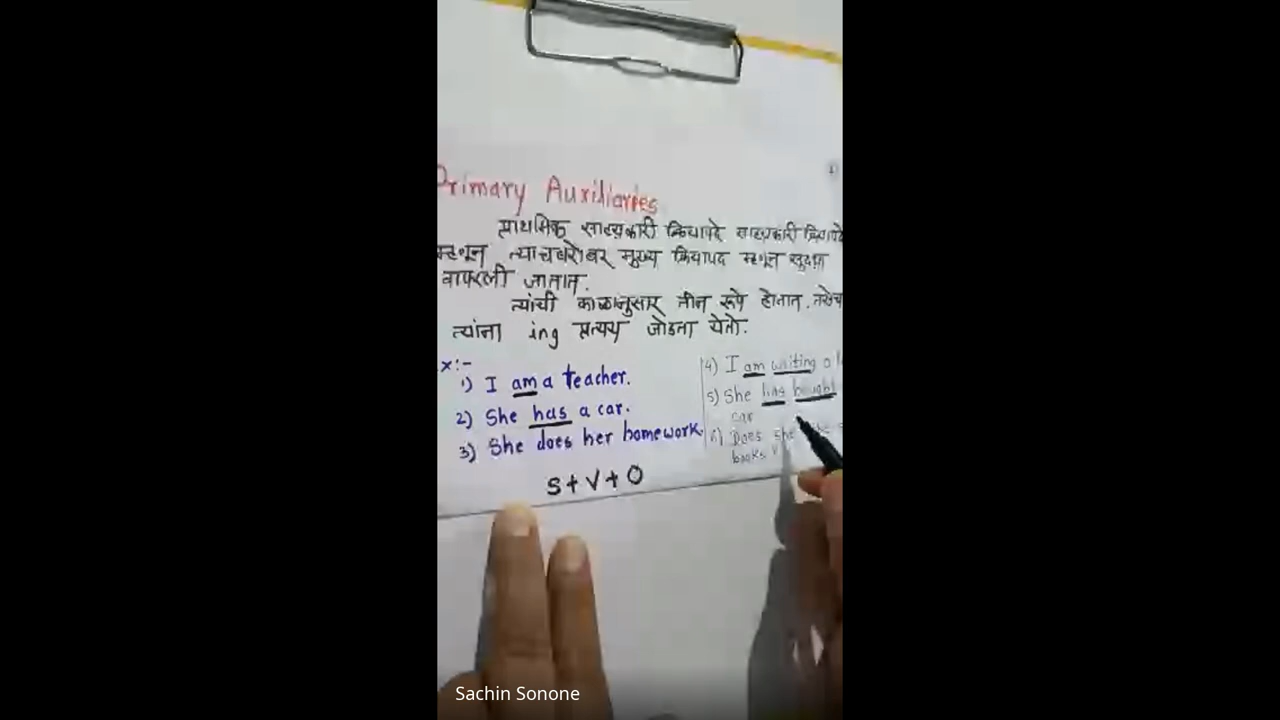 Primary Auxiliaries
प्राथमिक साहय्यकारी क्रियापदे. साहय्यकारी क्रियापदे
म्हणून त्याचबरोबर मुख्य क्रियापद म्हणून सुद्धा
वापरली जातात.
त्यांची काळानुसार तीन रूपे होतात. तसेच
त्यांना ing प्रत्यय जोडता येतो.
x:-
1) I am a teacher.
2) She has a car.
3) She does her homework.
S+V+O
4) I am writing a
5) She has bought
car
6) Does she
books
Sachin Sonone